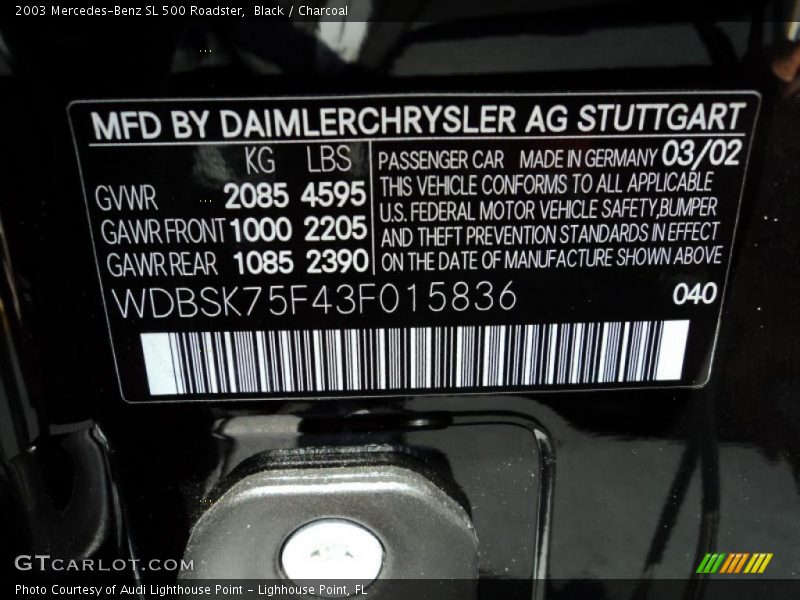 2003 Mercedes-Benz SL 500 Roadster, Black / Charcoal
MFD BY DAIMLERCHRYSLER AG STUTTGART
KG LBS
GVWR 2085 4595
GAWR FRONT 1000 2205
GAWR REAR 1085 2390
PASSENGER CAR MADE IN GERMANY 03/02
THIS VEHICLE CONFORMS TO ALL APPLICABLE
U.S. FEDERAL MOTOR VEHICLE SAFETY,BUMPER
AND THEFT PREVENTION STANDARDS IN EFFECT
ON THE DATE OF MANUFACTURE SHOWN ABOVE
WDBSK75F43F015836 040
GTCARLOT.COM
Photo Courtesy of Audi Lighthouse Point - Lighhouse Point, FL